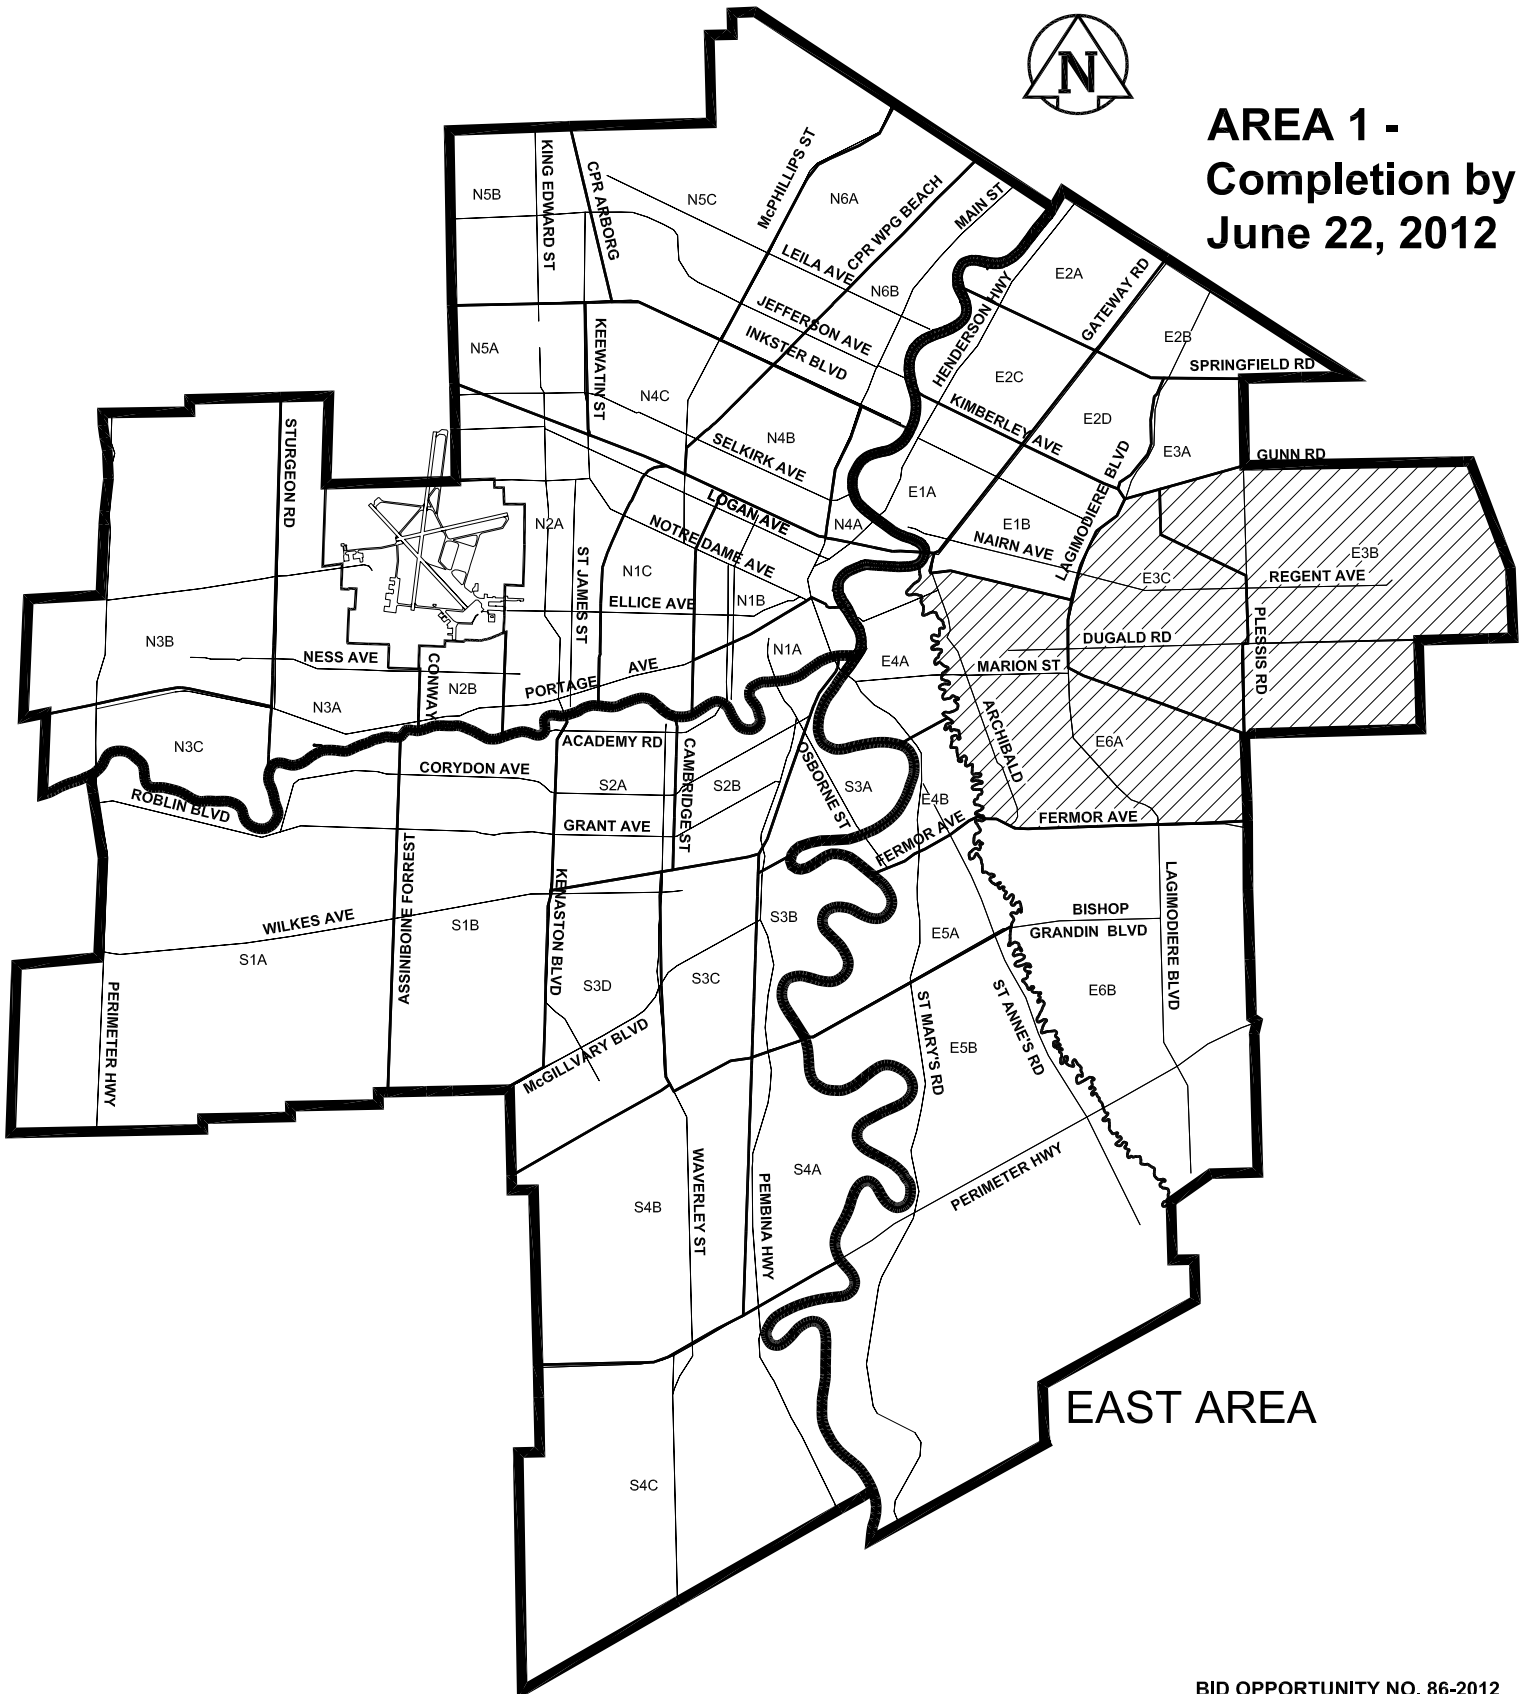 N
AREA 1 -
Completion by
June 22, 2012
McPHILLIPS ST
KING EDWARD ST
CPR ARBORG
N5B
N5C
N6A
CPR WPG BEACH
MAIN ST
LEILA AVE
N6B
E2A
GATEWAY RD
HENDERSON HWY
JEFFERSON AVE
INKSTER BLVD
E2B
SPRINGFIELD RD
N5A
KEEWATIN ST
N4C
E2C
KIMBERLEY AVE
E2D
N4B
SELKIRK AVE
LAGIMODIERE BLVD
E3A
GUNN RD
STURGEON RD
LOGAN AVE
E1A
N2A
NOTRE DAME AVE
N4A
E1B
NAIRN AVE
E3B
ST JAMES ST
N1C
E3C
REGENT AVE
ELLICE AVE
N1B
N3B
NESS AVE
CONWAY
N1A
E4A
DUGALD RD
MARION ST
PLESSIS RD
N2B
PORTAGE
AVE
N3A
ARCHIBALD
N3C
ACADEMY RD
CAMBRIDGE ST
OSBORNE ST
E6A
CORYDON AVE
S2A
S2B
S3A
E4B
ROBLIN BLVD
GRANT AVE
FERMOR AVE
FERMOR AVE
ASSINIBOINE FORREST
KENASTON BLVD
LAGIMODIERE BLVD
WILKES AVE
S1B
S3B
BISHOP
GRANDIN BLVD
E5A
S1A
S3D
S3C
E6B
PERIMETER HWY
McGILLVARY BLVD
ST MARY'S RD
ST ANNE'S RD
E5B
S4A
PERIMETER HWY
WAVERLEY ST
PEMBINA HWY
S4B
EAST AREA
S4C
BID OPPORTUNITY NO. 86-2012